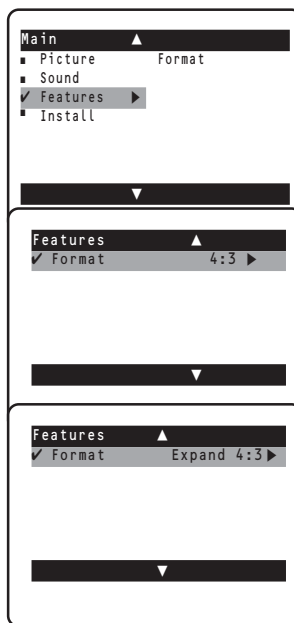 Main ▲
▪ Picture Format
▪ Sound
✔ Features ▶
▪ Install
▼
Features ▲
✔ Format 4:3 ▶
▼
Features ▲
✔ Format Expand 4:3 ▶
▼